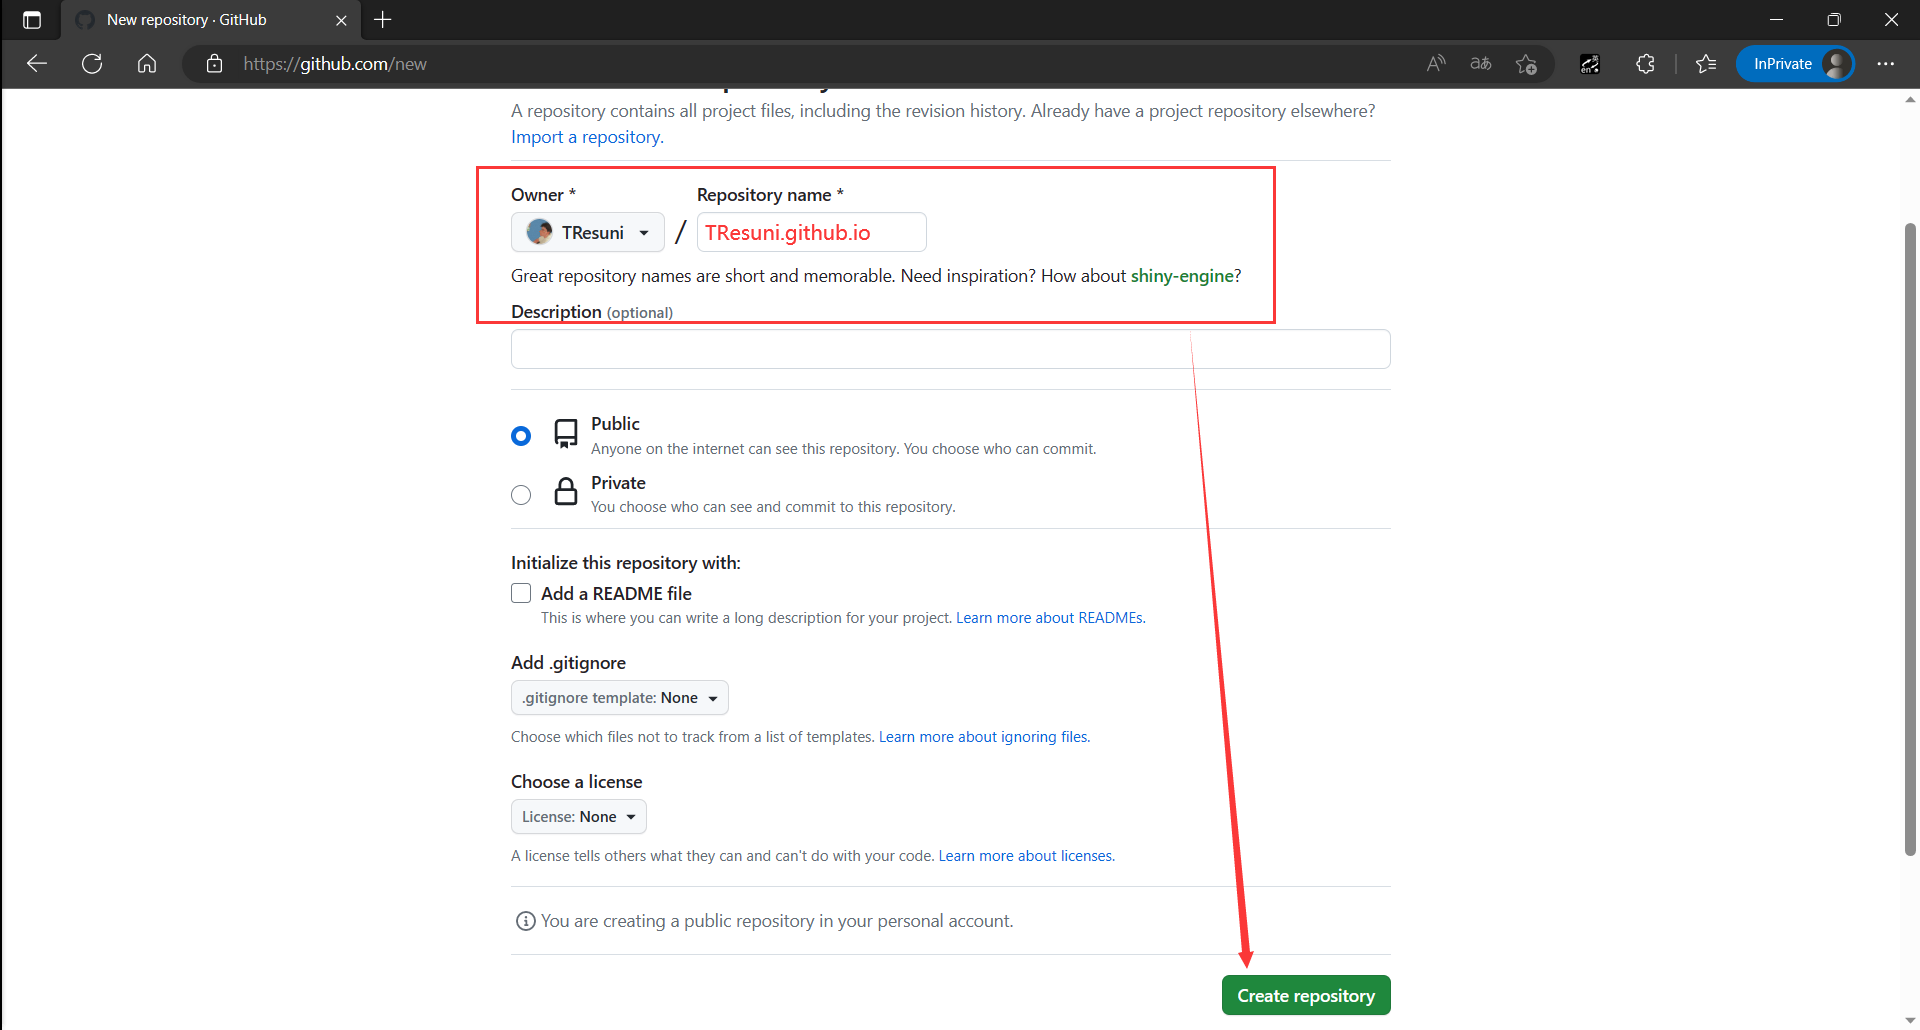 New repository · GitHub
https://github.com/new
InPrivate
A repository contains all project files, including the revision history. Already have a project repository elsewhere?
Import a repository.
Owner *
Repository name *
TResuni
/
TResuni.github.io
Great repository names are short and memorable. Need inspiration? How about shiny-engine?
Description (optional)
Public
Anyone on the internet can see this repository. You choose who can commit.
Private
You choose who can see and commit to this repository.
Initialize this repository with:
Add a README file
This is where you can write a long description for your project. Learn more about READMEs.
Add .gitignore
.gitignore template: None
Choose which files not to track from a list of templates. Learn more about ignoring files.
Choose a license
License: None
A license tells others what they can and can't do with your code. Learn more about licenses.
You are creating a public repository in your personal account.
Create repository